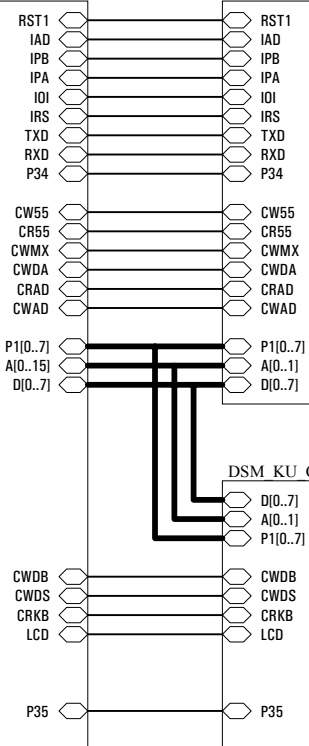 RST1 RST1
IAD IAD
IPB IPB
IPA IPA
IOI IOI
IRS IRS
TXD TXD
RXD RXD
P34 P34
CW55 CW55
CR55 CR55
CWMX CWMX
CWDA CWDA
CRAD CRAD
CWAD CWAD
P1[0..7] P1[0..7]
A[0..15] A[0..1]
D[0..7] D[0..7]
DSM_KU_
D[0..7]
A[0..1]
P1[0..7]
CWDB CWDB
CWDS CWDS
CRKB CRKB
LCD LCD
P35 P35